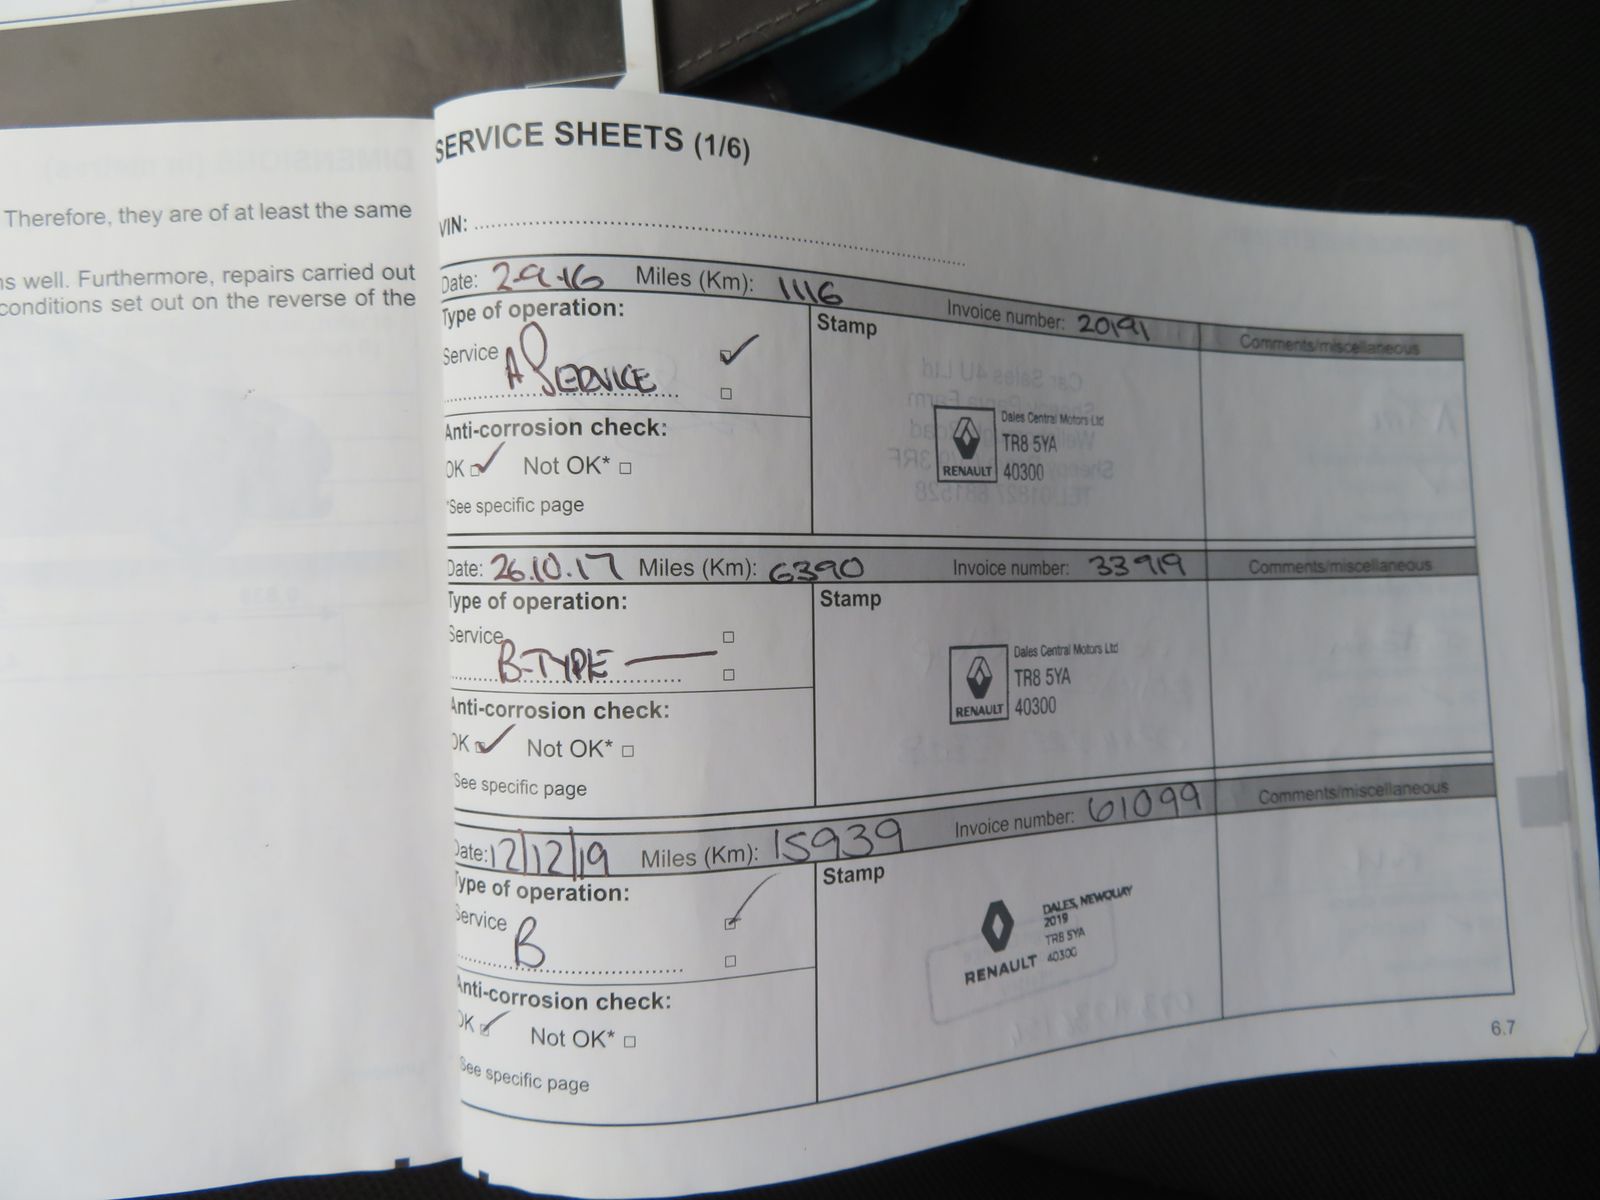 Therefore, they are of at least the same
as well. Furthermore, repairs carried out
conditions set out on the reverse of the
SERVICE SHEETS (1/6)
VIN:
Date: 2-9-16 Miles (Km): 1116 Invoice number: 20191 Comments/miscellaneous
Type of operation: Stamp
Service
A SERVICE
Anti-corrosion check:
OK Not OK*
*See specific page
Dales Central Motors Ltd
TR8 5YA
RENAULT 40300
Date: 26.10.17 Miles (Km): 6390 Invoice number: 33919 Comments/miscellaneous
Type of operation: Stamp
Service
B-TYPE
Anti-corrosion check:
OK Not OK*
*See specific page
Dales Central Motors Ltd
TR8 5YA
RENAULT 40300
Date: 12/12/19 Miles (Km): 15939 Invoice number: 61099 Comments/miscellaneous
Type of operation: Stamp
Service
B
Anti-corrosion check:
OK Not OK*
*See specific page
DALES, NEWQUAY
2019
TR8 5YA
RENAULT 40300
6.7